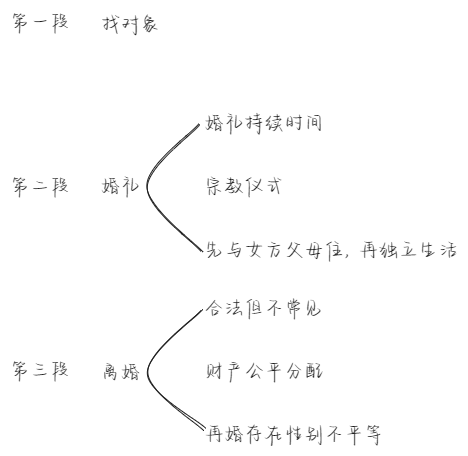 第一段 找对象
婚礼持续时间
第二段 婚礼 宗教仪式
先与女方父母住，再独立生活
合法但不常见
第三段 离婚 财产公平分配
再婚存在性别不平等